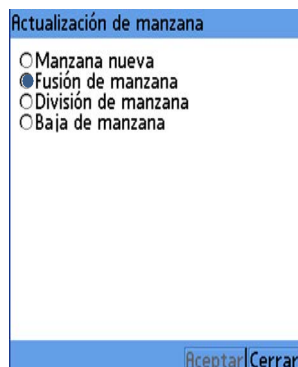 Actualización de manzana
Manzana nueva
Fusión de manzana
División de manzana
Baja de manzana
Aceptar Cerrar